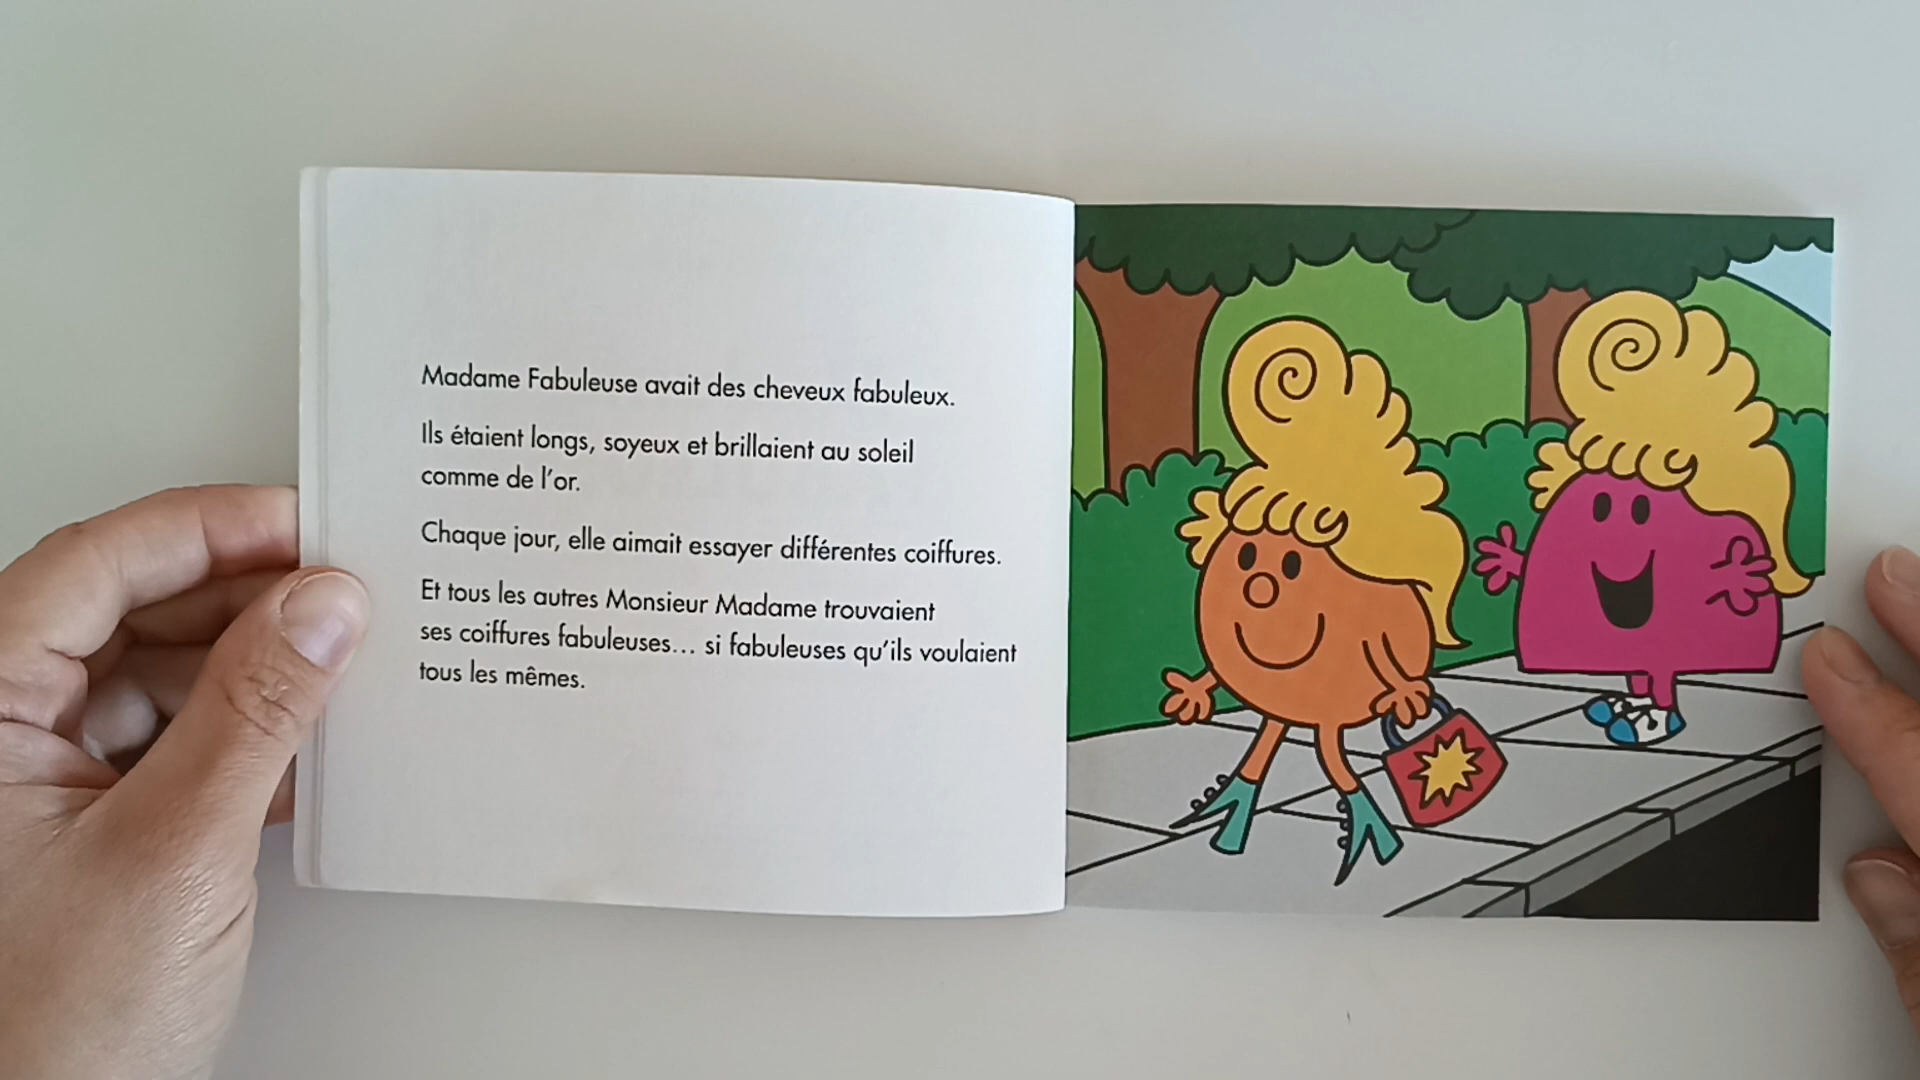 Madame Fabuleuse avait des cheveux fabuleux.
Ils étaient longs, soyeux et brillaient au soleil
comme de l'or.
Chaque jour, elle aimait essayer différentes coiffures.
Et tous les autres Monsieur Madame trouvaient
ses coiffures fabuleuses... si fabuleuses qu'ils voulaient
tous les mêmes.